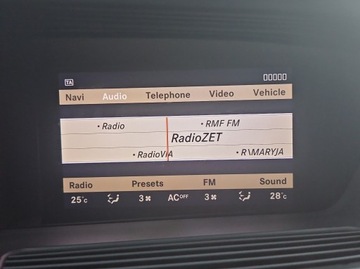 TA
Navi Audio Telephone Video Vehicle
• Radio • RMF FM
RadioZET
• RadioViA • R\MARYJA
Radio Presets FM Sound
25°C 3 AC OFF 3 28°C